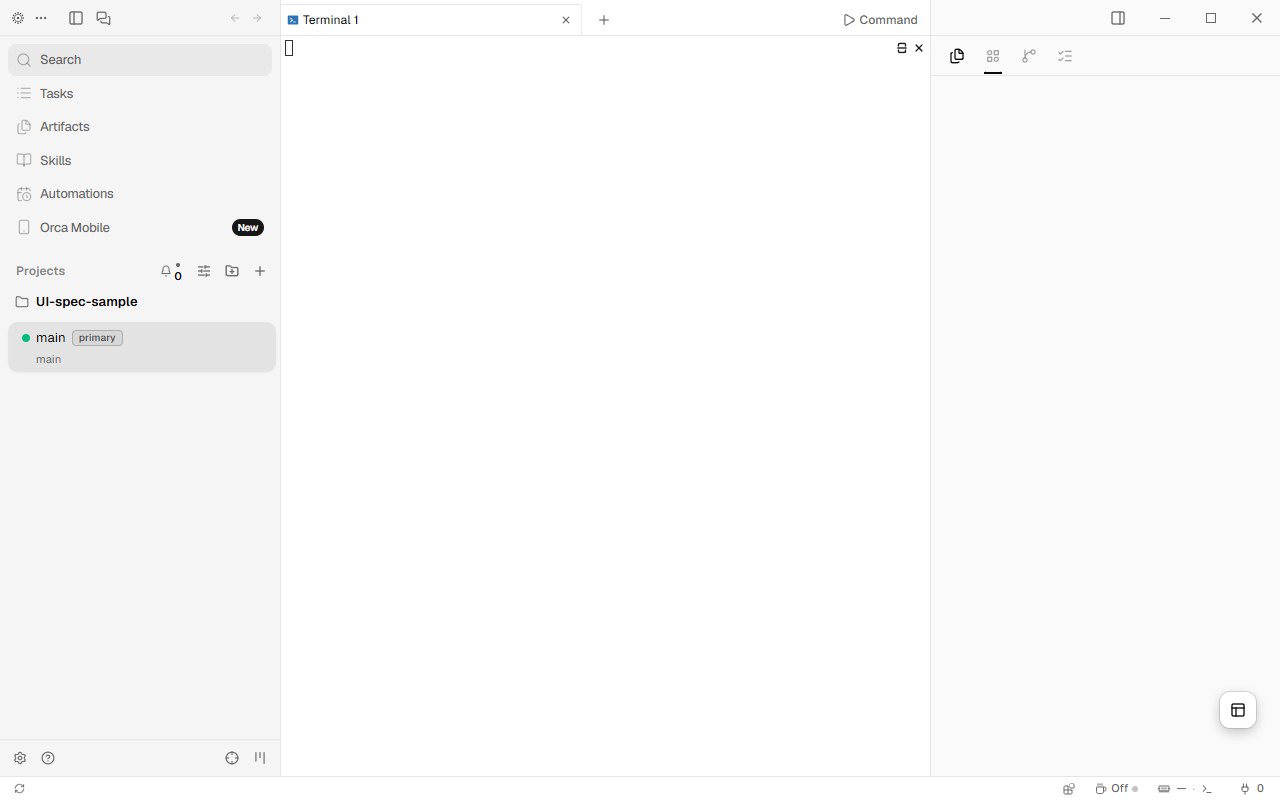 Terminal 1
Command
Search
Tasks
Artifacts
Skills
Automations
Orca Mobile New
Projects 0
UI-spec-sample
main primary
main
Off
0